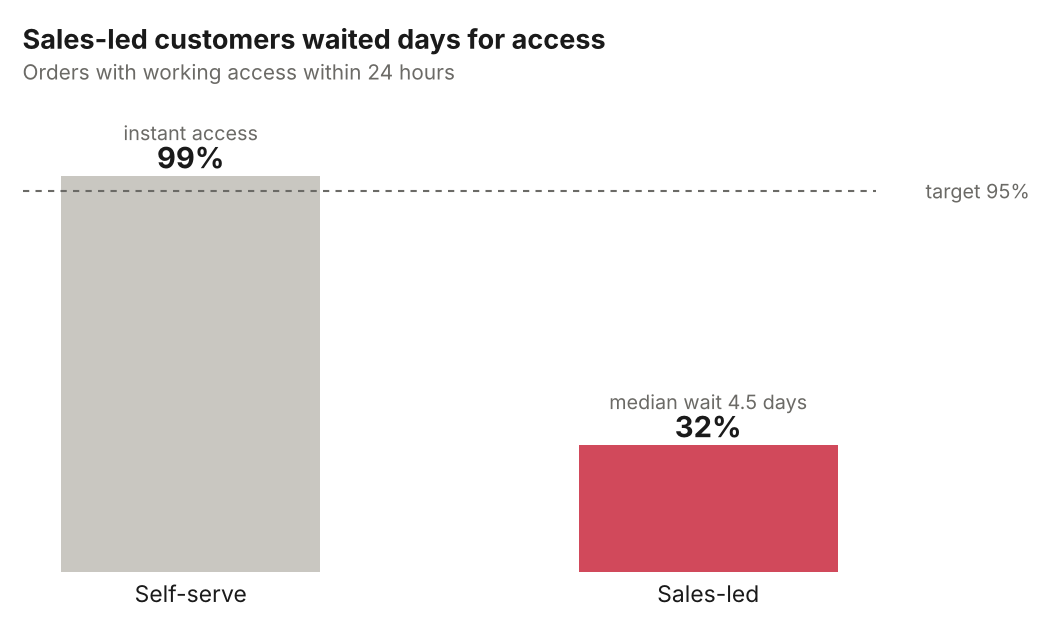 Sales-led customers waited days for access
Orders with working access within 24 hours
instant access
99%
target 95%
median wait 4.5 days
32%
Self-serve
Sales-led